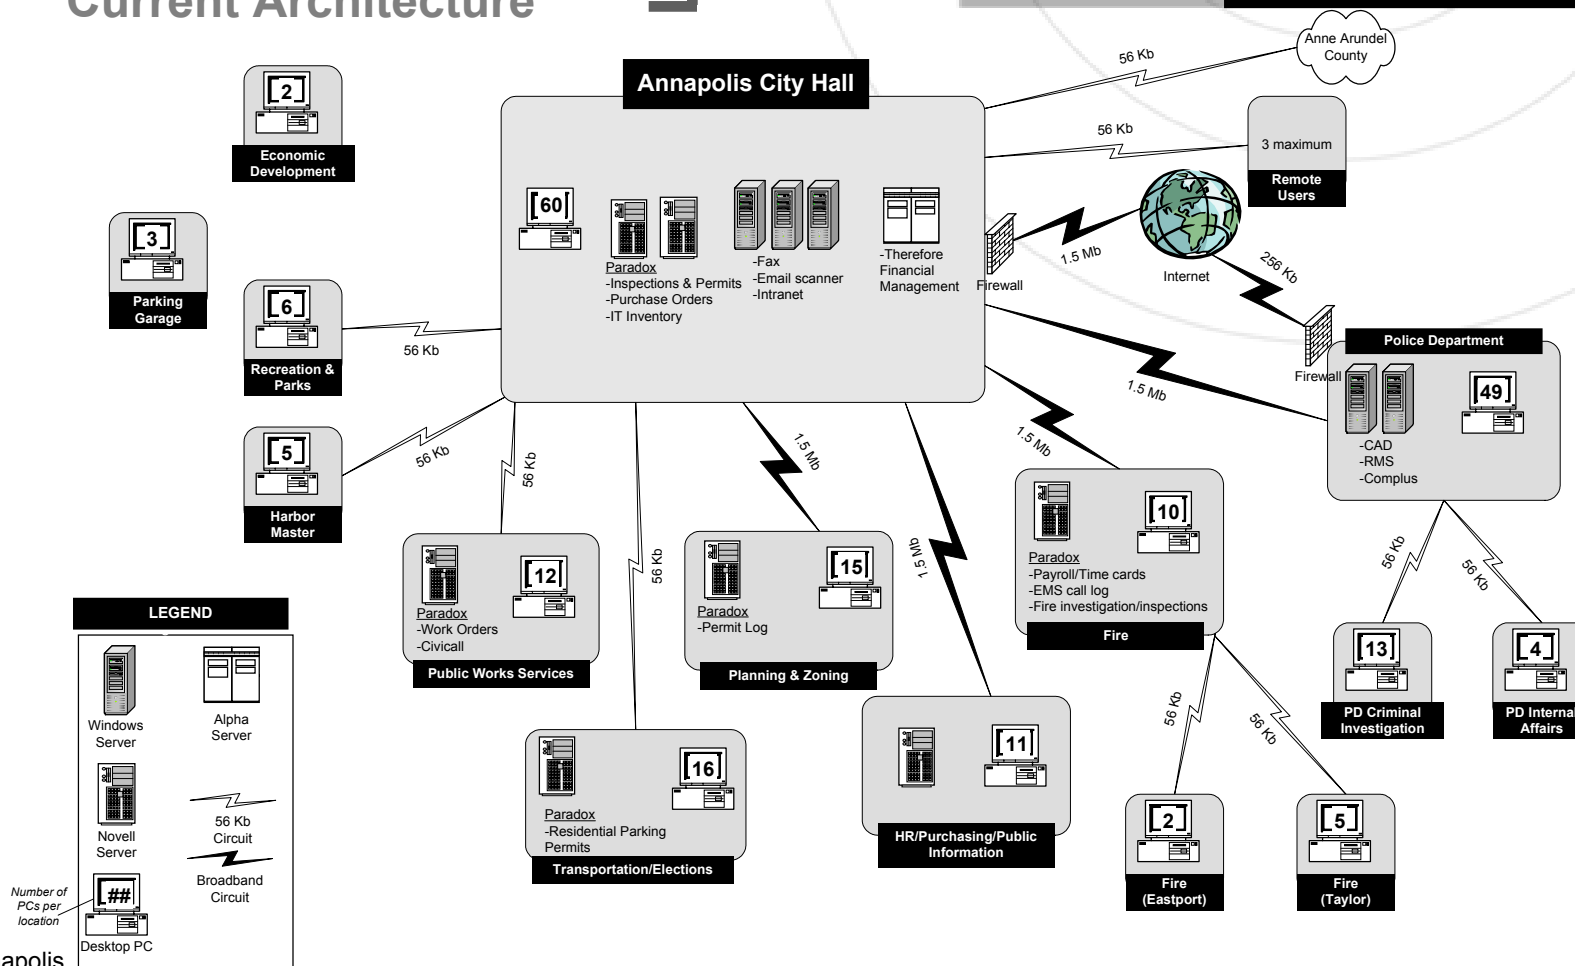 Current Architecture
Annapolis City Hall
Anne Arundel
County
56 Kb
56 Kb
3 maximum
Remote
Users
2
Economic
Development
3
Parking
Garage
6
Recreation &
Parks
56 Kb
5
Harbor
Master
56 Kb
60
Paradox
-Inspections & Permits
-Purchase Orders
-IT Inventory
-Fax
-Email scanner
-Intranet
-Therefore
Financial
Management
Firewall
1.5 Mb
Internet
256 Kb
Firewall
Police Department
49
-CAD
-RMS
-Complus
1.5 Mb
1.5 Mb
56 Kb
56 Kb
1.5 Mb
1.5 Mb
12
Paradox
-Work Orders
-Civicall
Public Works Services
15
Paradox
-Permit Log
Planning & Zoning
10
Paradox
-Payroll/Time cards
-EMS call log
-Fire investigation/inspections
Fire
56 Kb
56 Kb
13
PD Criminal
Investigation
4
PD Internal
Affairs
16
Paradox
-Residential Parking
Permits
Transportation/Elections
11
HR/Purchasing/Public
Information
56 Kb
56 Kb
2
Fire
(Eastport)
5
Fire
(Taylor)
LEGEND
Windows
Server
Alpha
Server
Novell
Server
56 Kb
Circuit
Broadband
Circuit
Number of
PCs per
location
##
Desktop PC
apolis